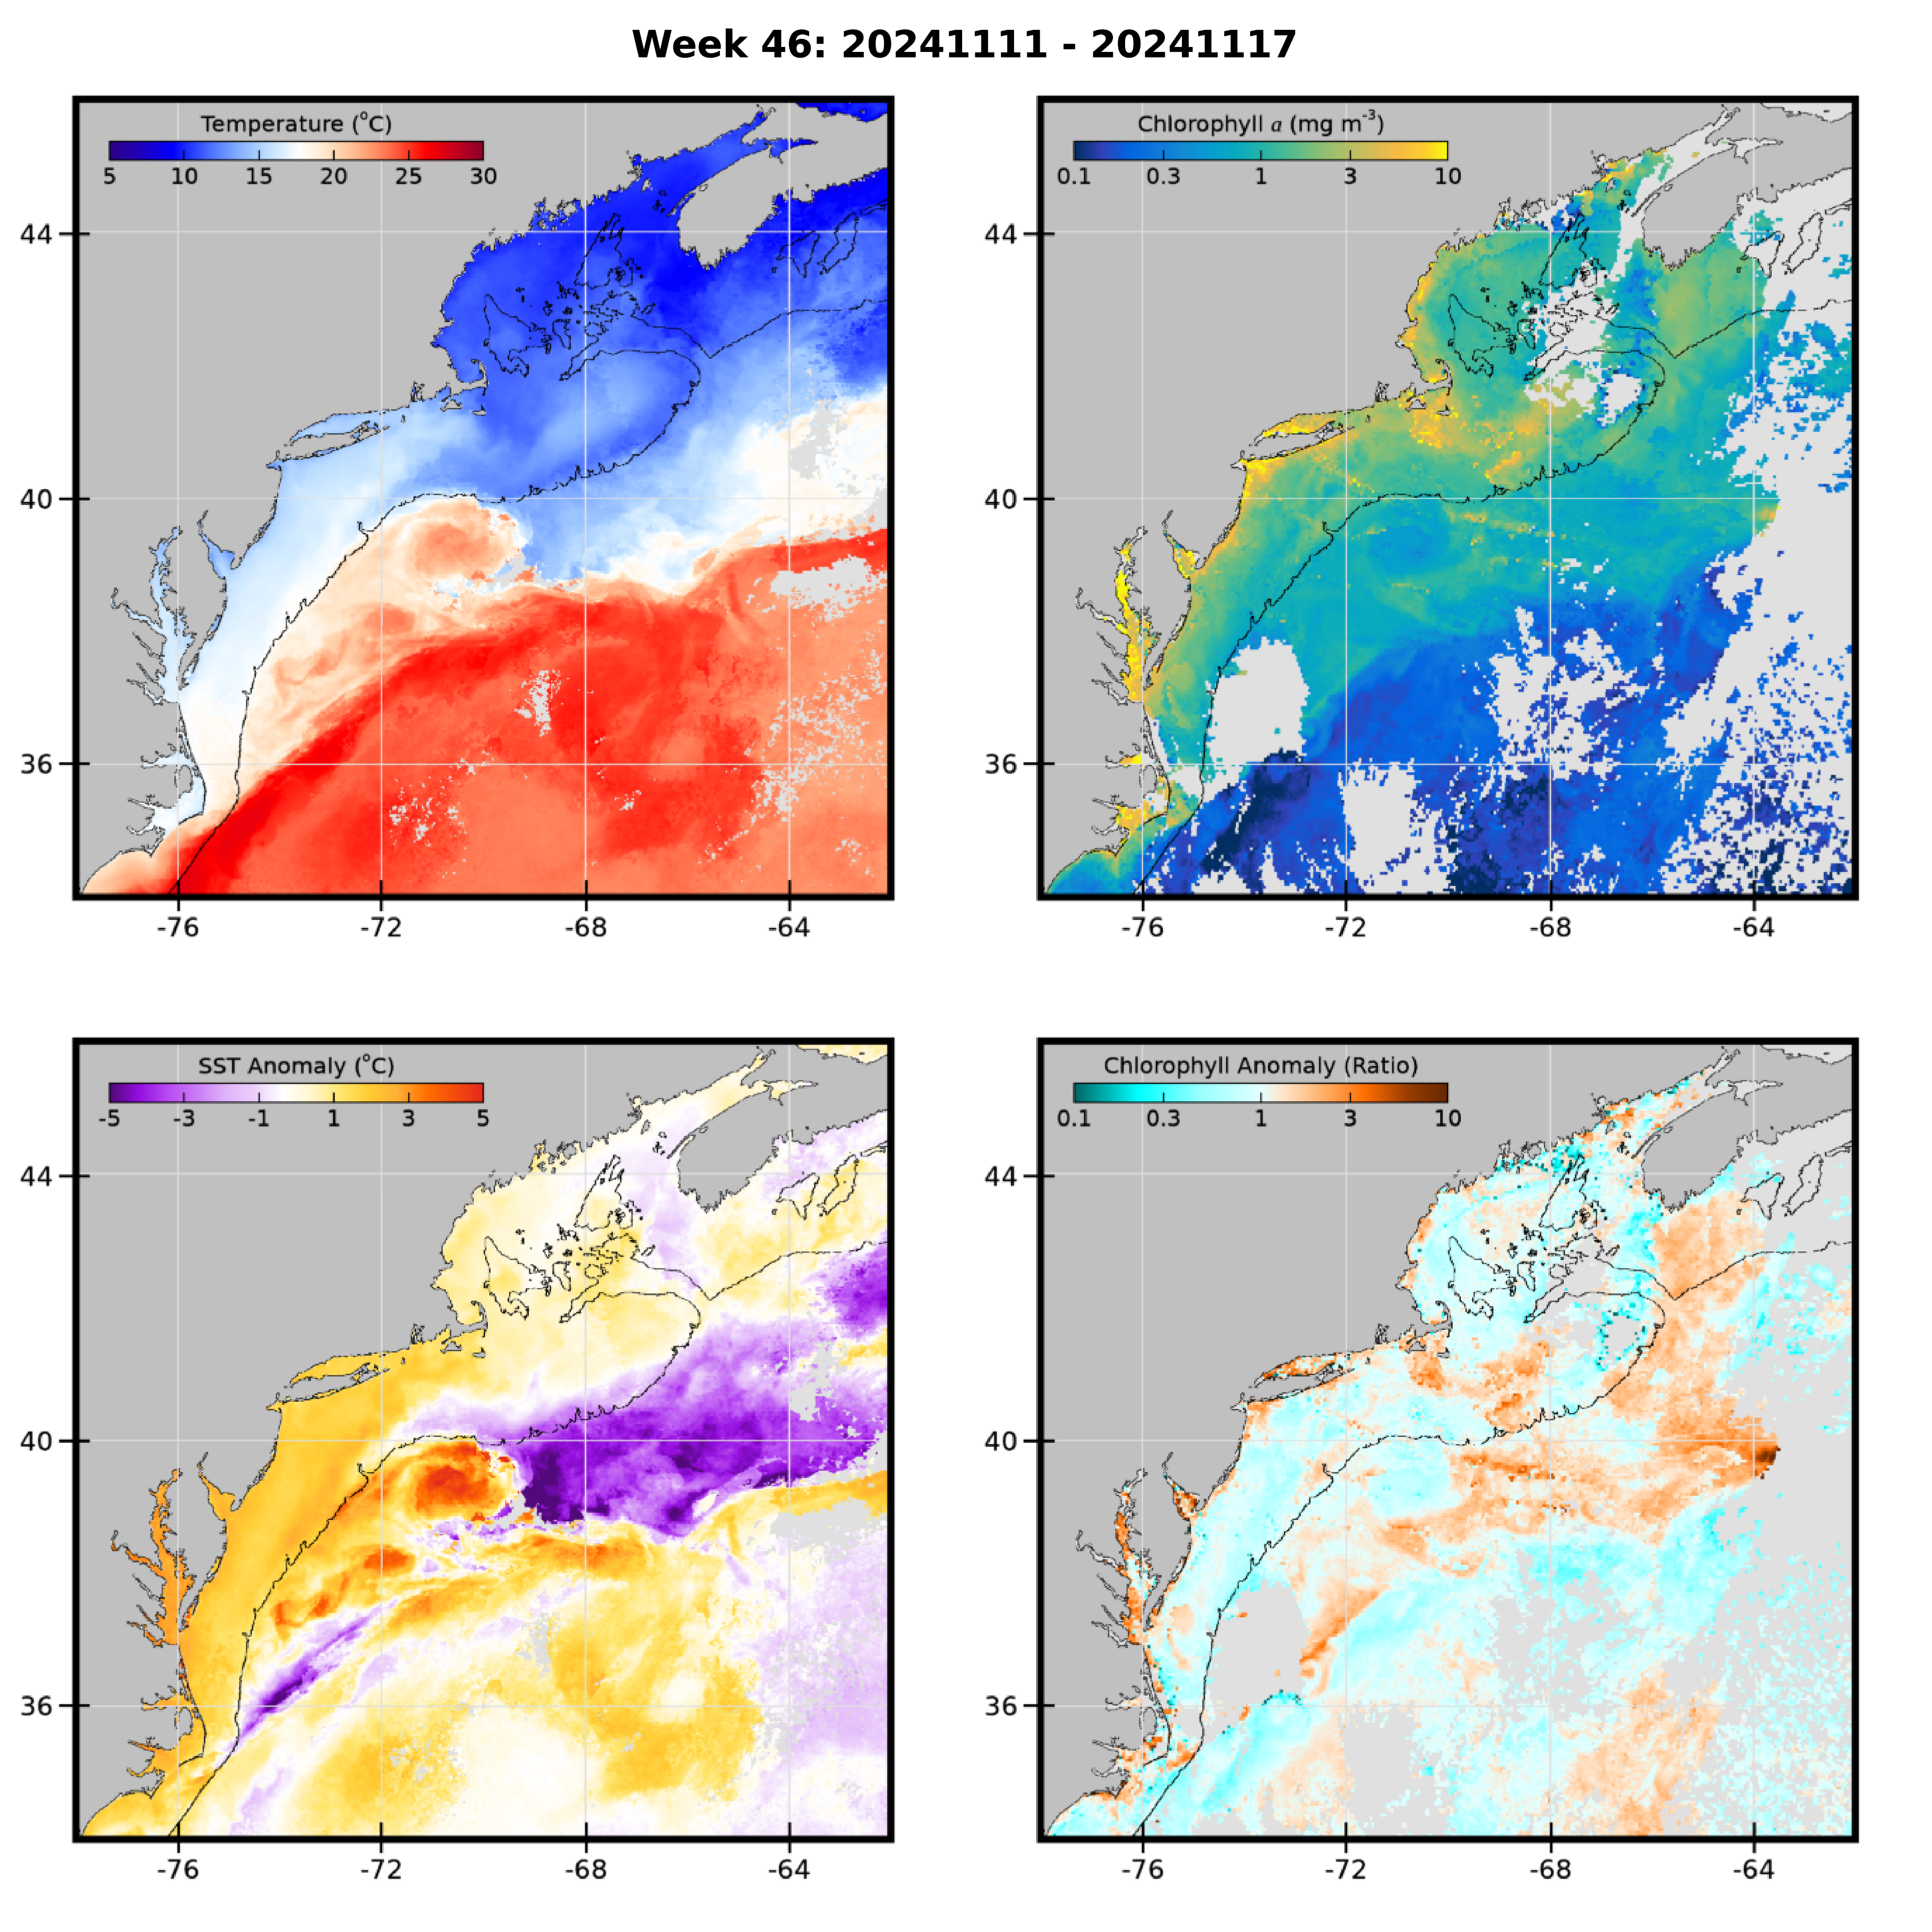 Week 46: 20241111 - 20241117
Temperature (°C)
5 10 15 20 25 30
44
40
36
-76 -72 -68 -64
Chlorophyll a (mg m-3)
0.1 0.3 1 3 10
44
40
36
-76 -72 -68 -64
SST Anomaly (°C)
-5 -3 -1 1 3 5
44
40
36
-76 -72 -68 -64
Chlorophyll Anomaly (Ratio)
0.1 0.3 1 3 10
44
40
36
-76 -72 -68 -64